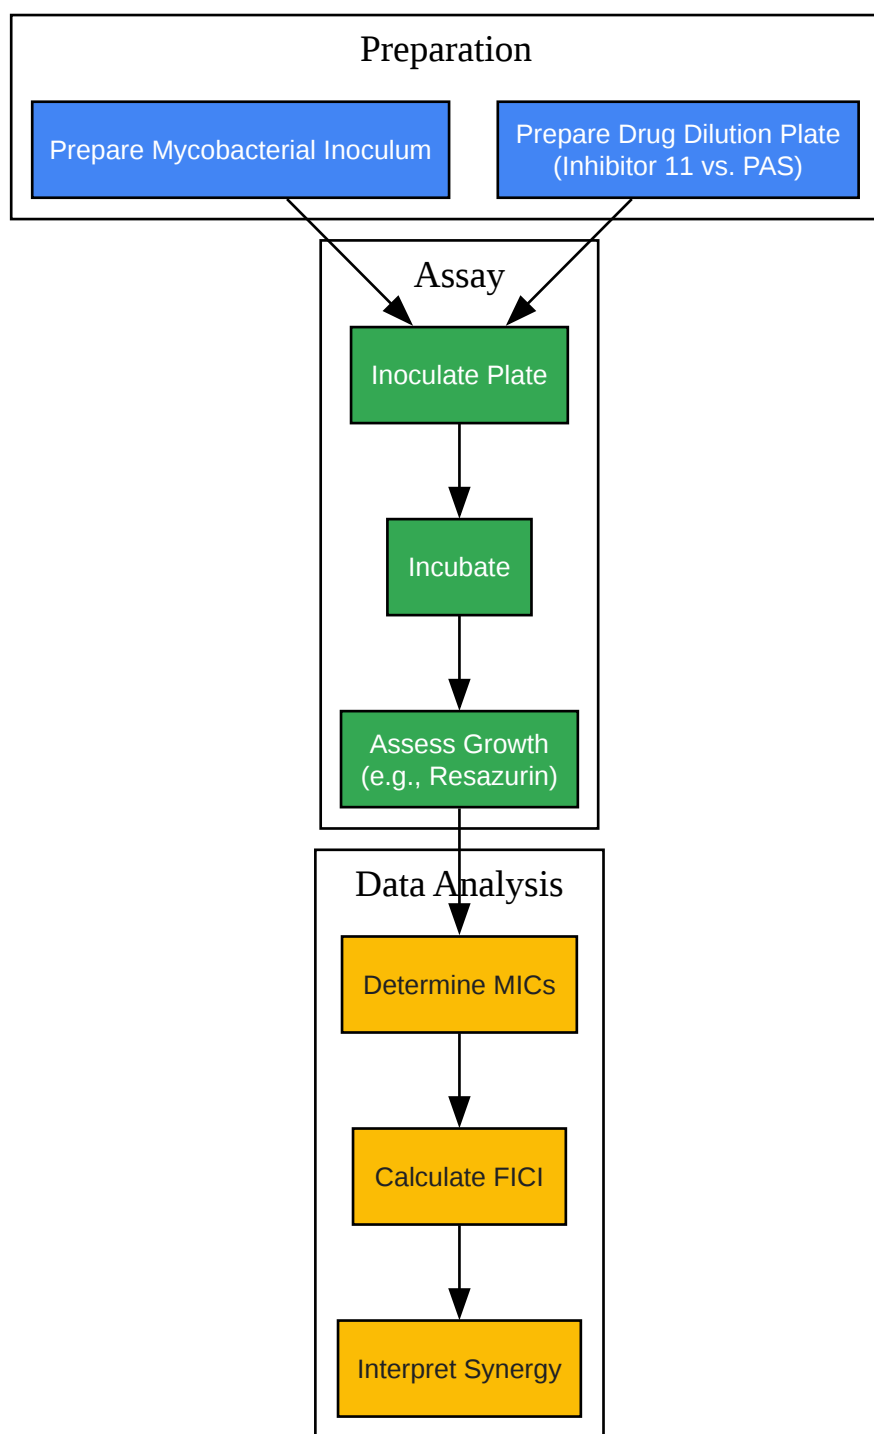 Preparation
Prepare Mycobacterial Inoculum
Prepare Drug Dilution Plate
(Inhibitor 11 vs. PAS)
Assay
Inoculate Plate
Incubate
Assess Growth
(e.g., Resazurin)
Data Analysis
Determine MICs
Calculate FICI
Interpret Synergy